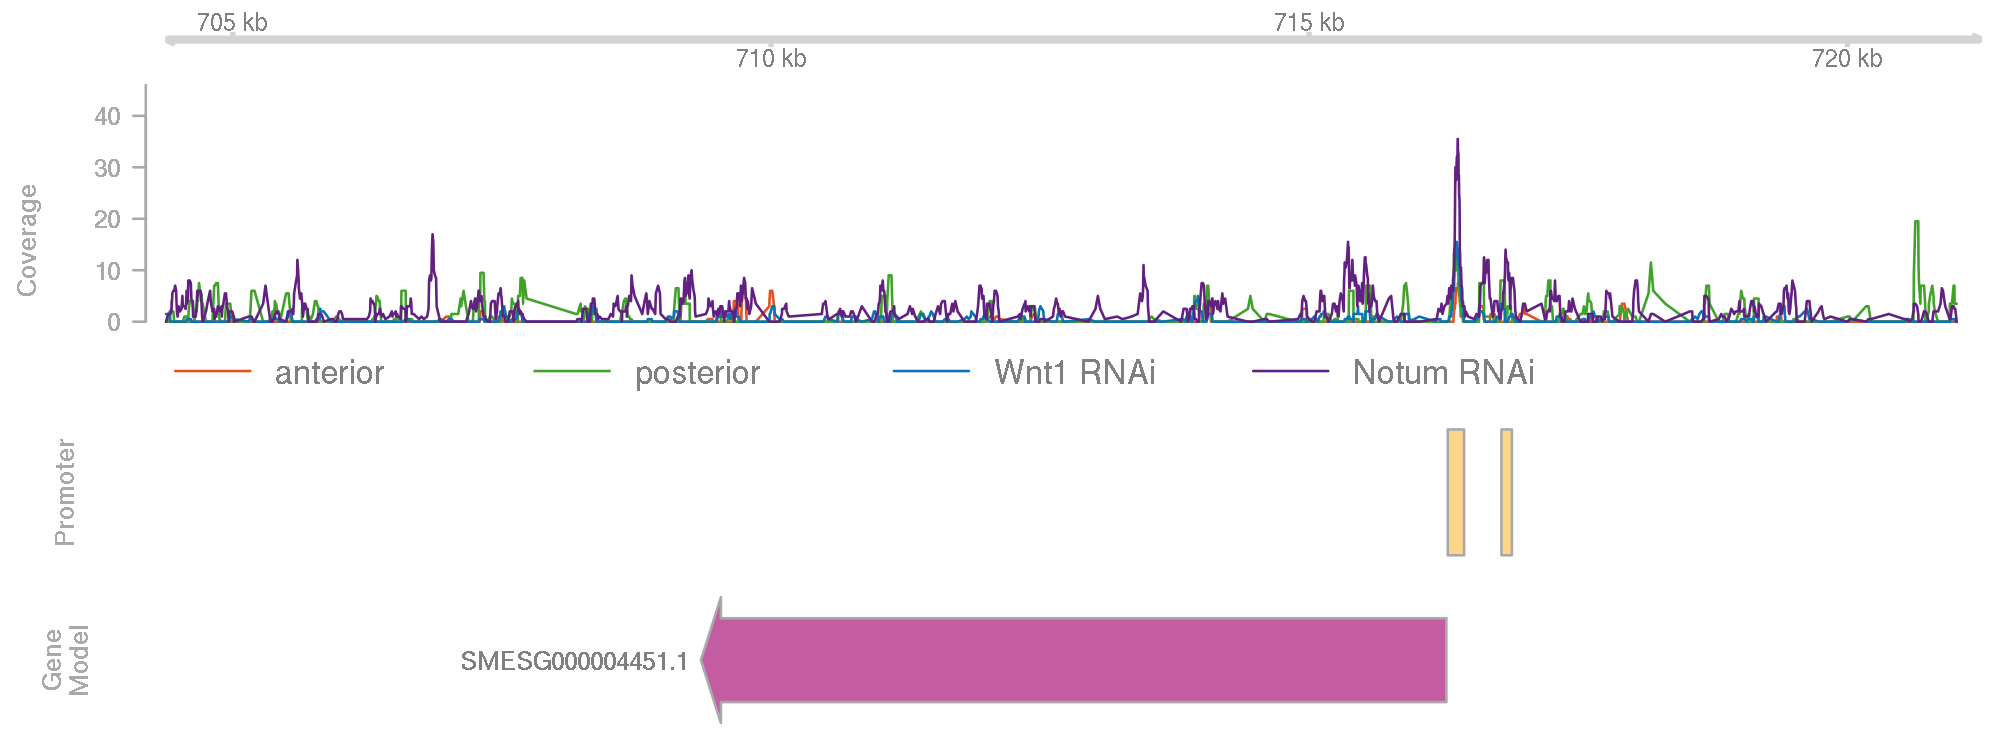 705 kb
715 kb
710 kb
720 kb
Coverage
40
30
20
10
0
anterior
posterior
Wnt1 RNAi
Notum RNAi
Promoter
Gene
Model
SMESG000004451.1